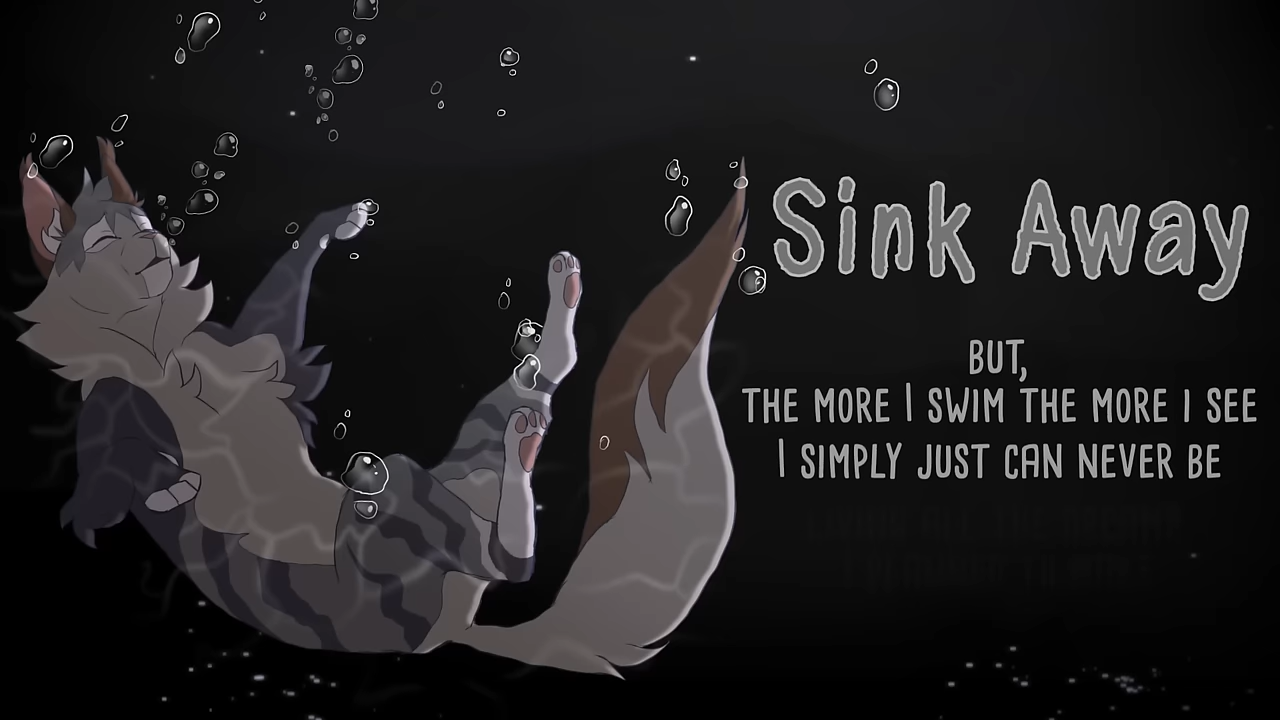 Sink Away
BUT,
THE MORE I SWIM THE MORE I SEE
I SIMPLY JUST CAN NEVER BE